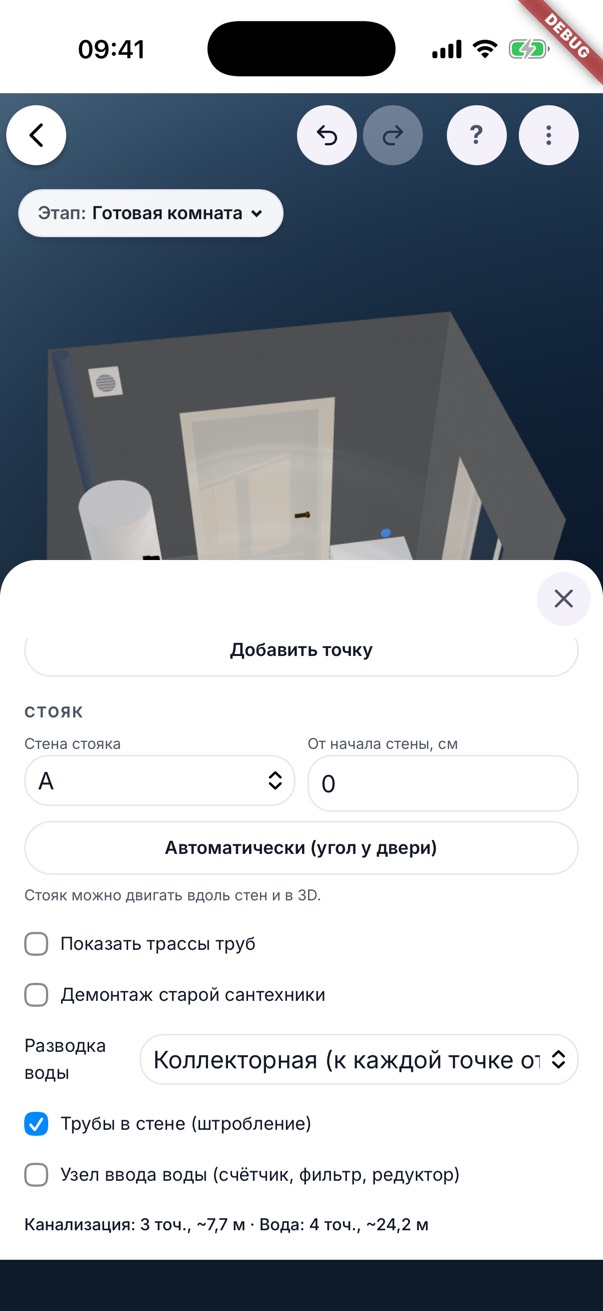 09:41
DEBUG
?
Этап: Готовая комната
Добавить точку
СТОЯК
Стена стояка
От начала стены, см
A
0
Автоматически (угол у двери)
Стояк можно двигать вдоль стен и в 3D.
Показать трассы труб
Демонтаж старой сантехники
Разводка
воды
Коллекторная (к каждой точке от
Трубы в стене (штробление)
Узел ввода воды (счётчик, фильтр, редуктор)
Канализация: 3 точ., ~7,7 м · Вода: 4 точ., ~24,2 м